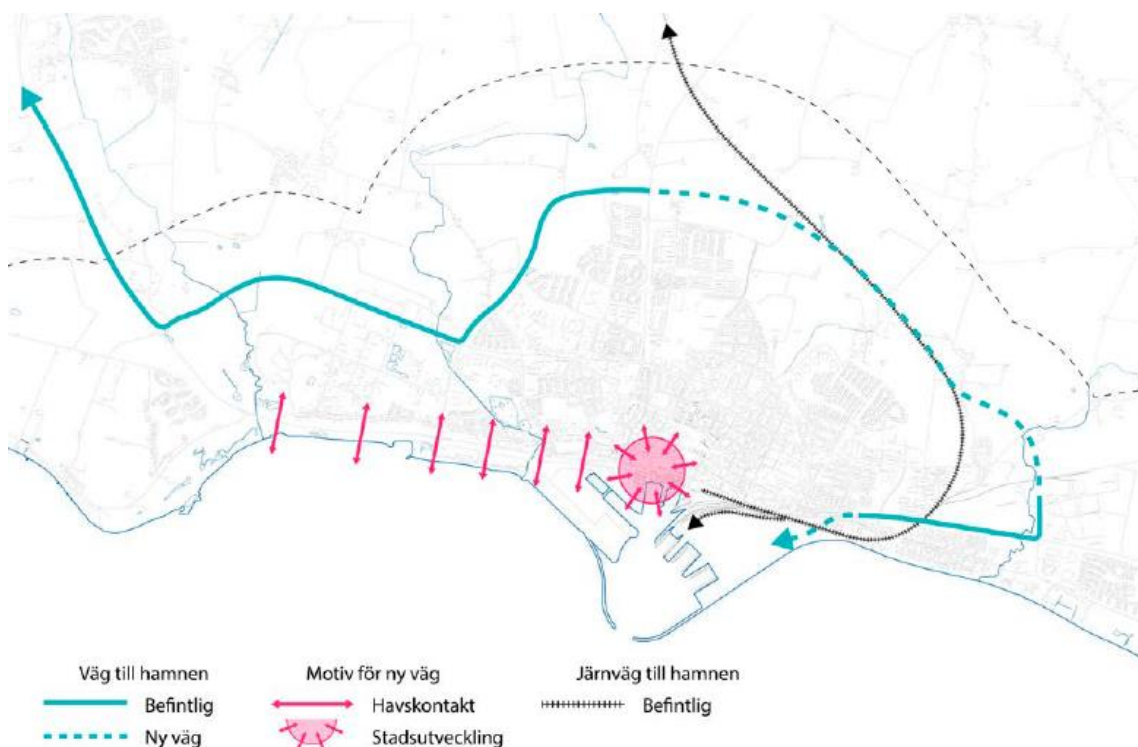 Väg till hamnen
Befintlig
Ny väg
Motiv för ny väg
Havskontakt
Stadsutveckling
Järnväg till hamnen
Befintlig